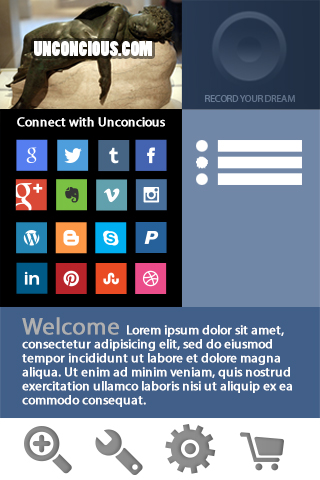 UNCONCIOUS.COM
RECORD YOUR DREAM
Connect with Unconcious
g
t
f
g+
v
B
S
P
in
Welcome Lorem ipsum dolor sit amet,
consectetur adipisicing elit, sed do eiusmod
tempor incididunt ut labore et dolore magna
aliqua. Ut enim ad minim veniam, quis nostrud
exercitation ullamco laboris nisi ut aliquip ex ea
commodo consequat.